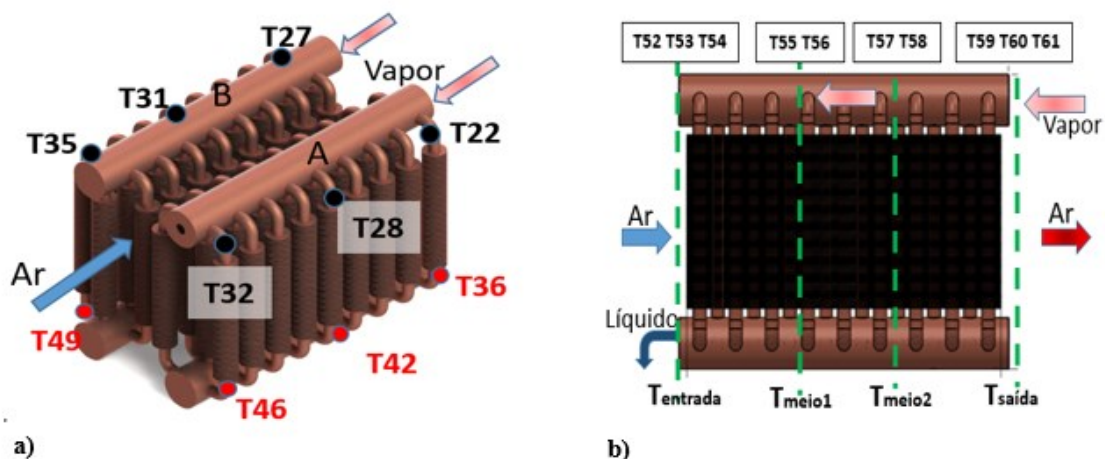 T27
Vapor
T31
B
T35
A
T22
T28
Ar
T32
T36
T49
T42
T46
a)
T52 T53 T54
T55 T56
T57 T58
T59 T60 T61
Vapor
Ar
Ar
Líquido
Tentrada
Tmeio1
Tmeio2
Tsaída
b)